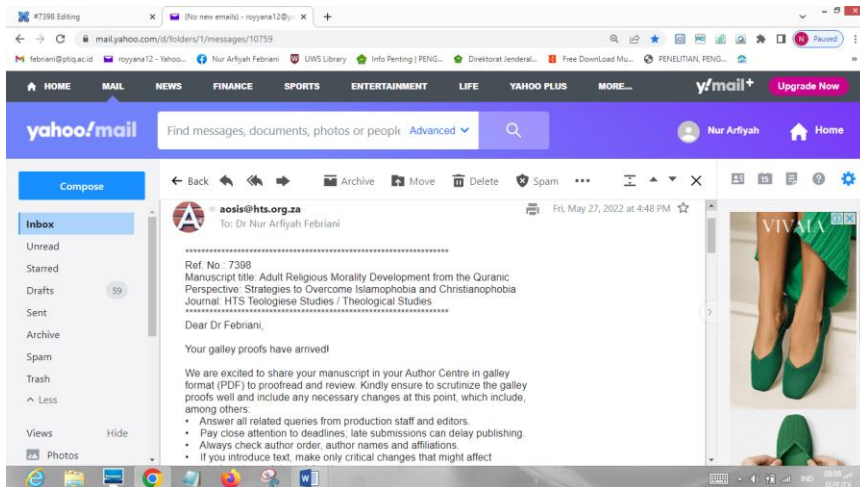 #7398 Editing
(No new emails) - royyana12@y
mail.yahoo.com/d/folders/1/messages/10759
Paused
febriani@ptiq.ac.id
royyana12 - Yahoo...
Nur Arfiyah Febriani
UWS Library
Info Penting | PENG...
Direktorat Jenderal...
Free DownLoad Mu...
PENELITIAN, PENG...
HOME MAIL NEWS FINANCE SPORTS ENTERTAINMENT LIFE YAHOO PLUS MORE...
y!mail+
Upgrade Now
yahoo!mail
Find messages, documents, photos or people
Advanced
Nur Arfiyah
Home
Compose
Back
Archive
Move
Delete
Spam
Inbox
Unread
Starred
Drafts 59
Sent
Archive
Spam
Trash
Less
Views Hide
Photos
aosis@hts.org.za
To: Dr Nur Arfiyah Febriani
Fri, May 27, 2022 at 4:48 PM
Ref. No.: 7398
Manuscript title: Adult Religious Morality Development from the Quranic
Perspective: Strategies to Overcome Islamophobia and Christianophobia
Journal: HTS Teologiese Studies / Theological Studies
Dear Dr Febriani,
Your galley proofs have arrived!
We are excited to share your manuscript in your Author Centre in galley
format (PDF) to proofread and review. Kindly ensure to scrutinize the galley
proofs well and include any necessary changes at this point, which include,
among others:
• Answer all related queries from production staff and editors.
• Pay close attention to deadlines; late submissions can delay publishing.
• Always check author order, author names and affiliations.
• If you introduce text, make only critical changes that might affect
VIVAIA
IND